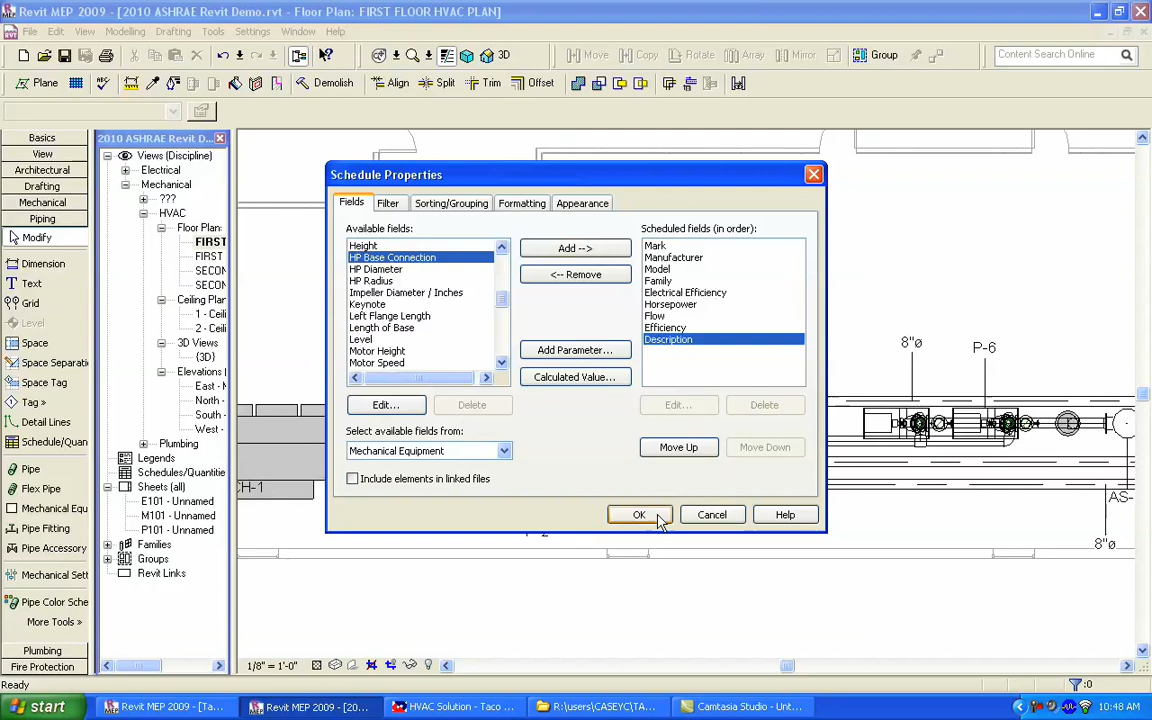 Revit MEP 2009 - [2010 ASHRAE Revit Demo.rvt - Floor Plan: FIRST FLOOR HVAC PLAN]
File Edit View Modelling Drafting Tools Settings Window Help
3D Move Copy Rotate Array Mirror Group Content Search Online
Plane Demolish Align Split Trim Offset
Basics
View
Architectural
Drafting
Mechanical
Piping
Modify
Dimension
Text
Grid
Level
Space
Space Separati
Space Tag
Tag »
Detail Lines
Schedule/Quan
Pipe
Flex Pipe
Mechanical Equ
Pipe Fitting
Pipe Accessory
Mechanical Sett
Pipe Color Sche
More Tools »
Plumbing
Fire Protection
2010 ASHRAE Revit D...
Views (Discipline)
Electrical
Mechanical
???
HVAC
Floor Plan:
FIRST
FIRST
SECON
SECON
Ceiling Plan
1 - Ceil
2 - Ceil
3D Views
{3D}
Elevations
East - M
North -
South -
West -
Plumbing
Legends
Schedules/Quantitie
Sheets (all)
E101 - Unnamed
M101 - Unnamed
P101 - Unnamed
Families
Groups
Revit Links
Schedule Properties
Fields Filter Sorting/Grouping Formatting Appearance
Available fields:
Height
HP Base Connection
HP Diameter
HP Radius
Impeller Diameter / Inches
Keynote
Left Flange Length
Length of Base
Level
Motor Height
Motor Speed
Add -->
<-- Remove
Add Parameter...
Calculated Value...
Scheduled fields (in order):
Mark
Manufacturer
Model
Family
Electrical Efficiency
Horsepower
Flow
Efficiency
Description
Edit... Delete Edit... Delete
Select available fields from:
Mechanical Equipment
Move Up Move Down
Include elements in linked files
OK Cancel Help
8"ø
P-6
CH-1
AS-
8"ø
1/8" = 1'-0"
Ready
:0
start
Revit MEP 2009 - [Ta...
Revit MEP 2009 - [20...
HVAC Solution - Taco ...
R:\users\CASEYC\TA...
Camtasia Studio - Unt...
10:48 AM